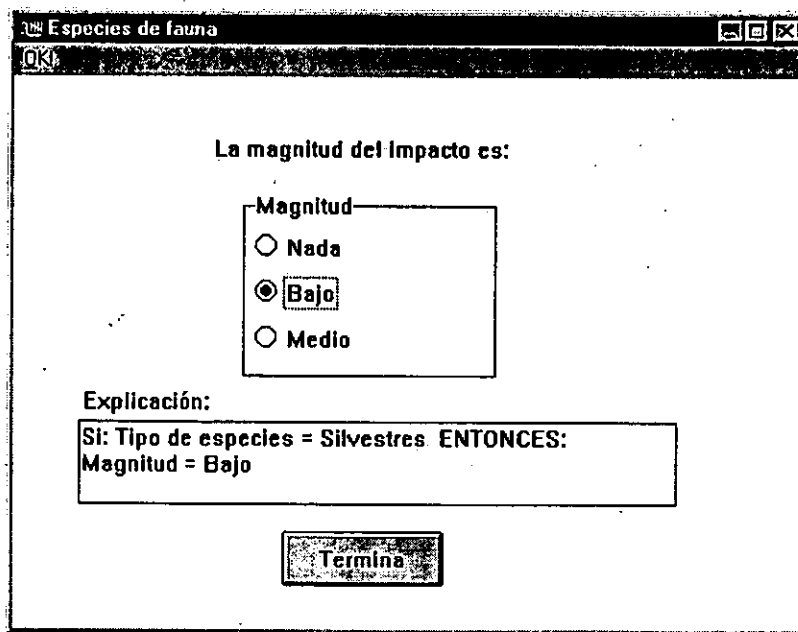 Especies de fauna
OK!
La magnitud del impacto es:
Magnitud
Nada
Bajo
Medio
Explicación:
Si: Tipo de especies = Silvestres ENTONCES:
Magnitud = Bajo
Termina